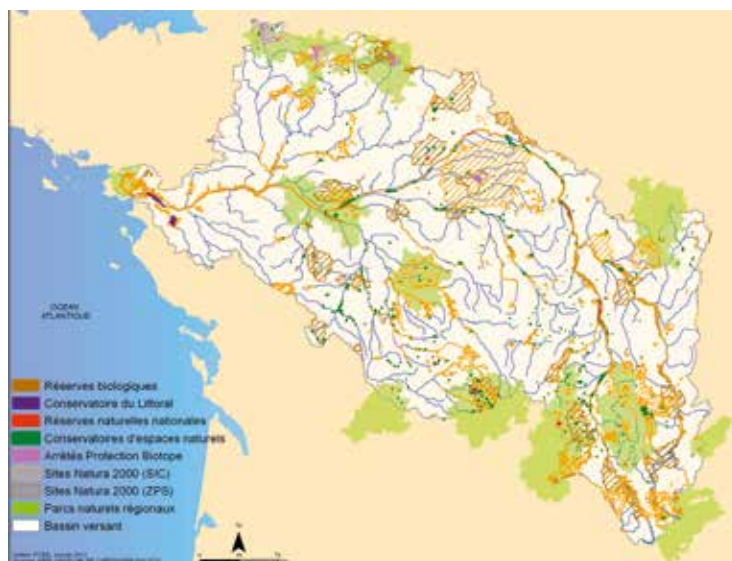 OCEAN
ATLANTIQUE
Réserves biologiques
Conservatoire du Littoral
Réserves naturelles nationales
Conservatoires d'espaces naturels
Arrêtés Protection Biotope
Sites Natura 2000 (SIC)
Sites Natura 2000 (ZPS)
Parcs naturels régionaux
Bassin versant